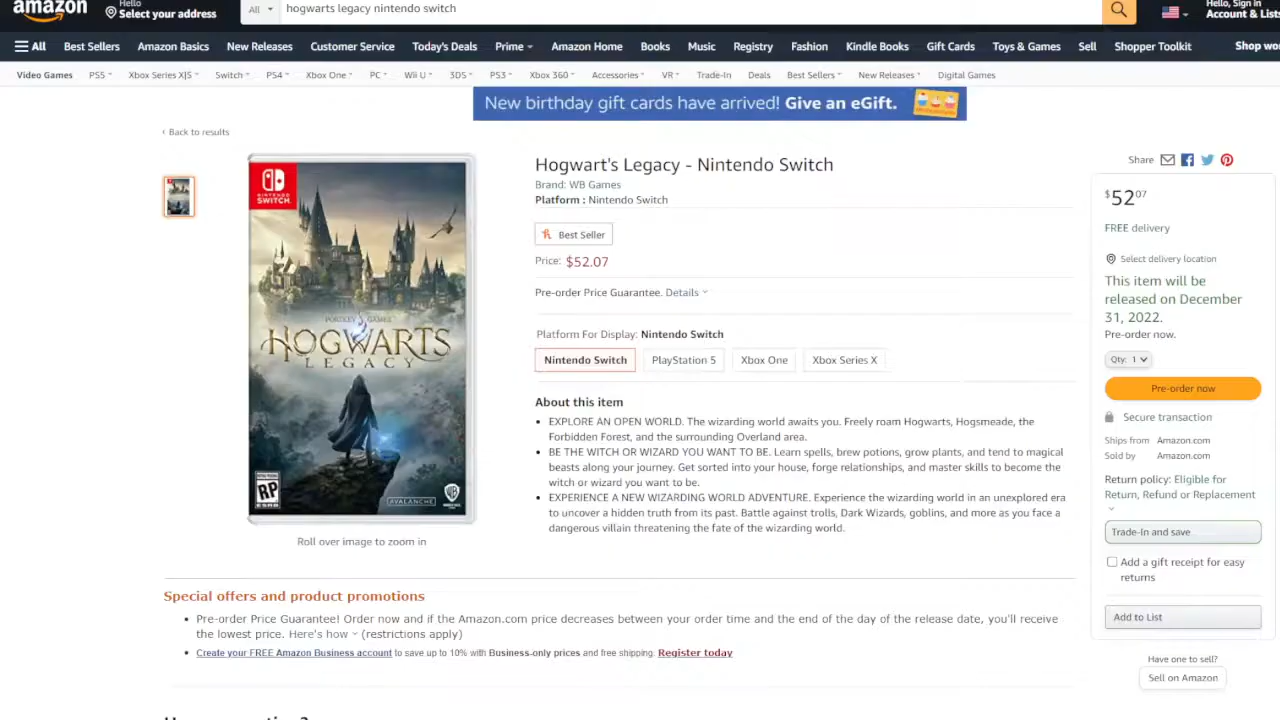 amazon
Hello
Select your address
All
hogwarts legacy nintendo switch
Hello, Sign in
Account & Lists
All
Best Sellers
Amazon Basics
New Releases
Customer Service
Today's Deals
Prime
Amazon Home
Books
Music
Registry
Fashion
Kindle Books
Gift Cards
Toys & Games
Sell
Shopper Toolkit
Shop wo
Video Games
PS5
Xbox Series X|S
Switch
PS4
Xbox One
PC
Wii U
3DS
PS3
Xbox 360
Accessories
VR
Trade-In
Deals
Best Sellers
New Releases
Digital Games
New birthday gift cards have arrived! Give an eGift.
‹ Back to results
NINTENDO
SWITCH
PORTKEY GAMES
HOGWARTS
LEGACY
RP
ESRB
AVALANCHE
Roll over image to zoom in
Hogwart's Legacy - Nintendo Switch
Brand: WB Games
Platform : Nintendo Switch
Best Seller
Price: $52.07
Pre-order Price Guarantee. Details
Platform For Display: Nintendo Switch
Nintendo Switch
PlayStation 5
Xbox One
Xbox Series X
About this item
• EXPLORE AN OPEN WORLD. The wizarding world awaits you. Freely roam Hogwarts, Hogsmeade, the
Forbidden Forest, and the surrounding Overland area.
• BE THE WITCH OR WIZARD YOU WANT TO BE. Learn spells, brew potions, grow plants, and tend to magical
beasts along your journey. Get sorted into your house, forge relationships, and master skills to become the
witch or wizard you want to be.
• EXPERIENCE A NEW WIZARDING WORLD ADVENTURE. Experience the wizarding world in an unexplored era
to uncover a hidden truth from its past. Battle against trolls, Dark Wizards, goblins, and more as you face a
dangerous villain threatening the fate of the wizarding world.
Share
$5207
FREE delivery
Select delivery location
This item will be
released on December
31, 2022.
Pre-order now.
Qty: 1
Pre-order now
Secure transaction
Ships from Amazon.com
Sold by Amazon.com
Return policy: Eligible for
Return, Refund or Replacement
Trade-In and save
Add a gift receipt for easy
returns
Add to List
Have one to sell?
Sell on Amazon
Special offers and product promotions
• Pre-order Price Guarantee! Order now and if the Amazon.com price decreases between your order time and the end of the day of the release date, you'll receive
the lowest price. Here's how (restrictions apply)
• Create your FREE Amazon Business account to save up to 10% with Business-only prices and free shipping. Register today